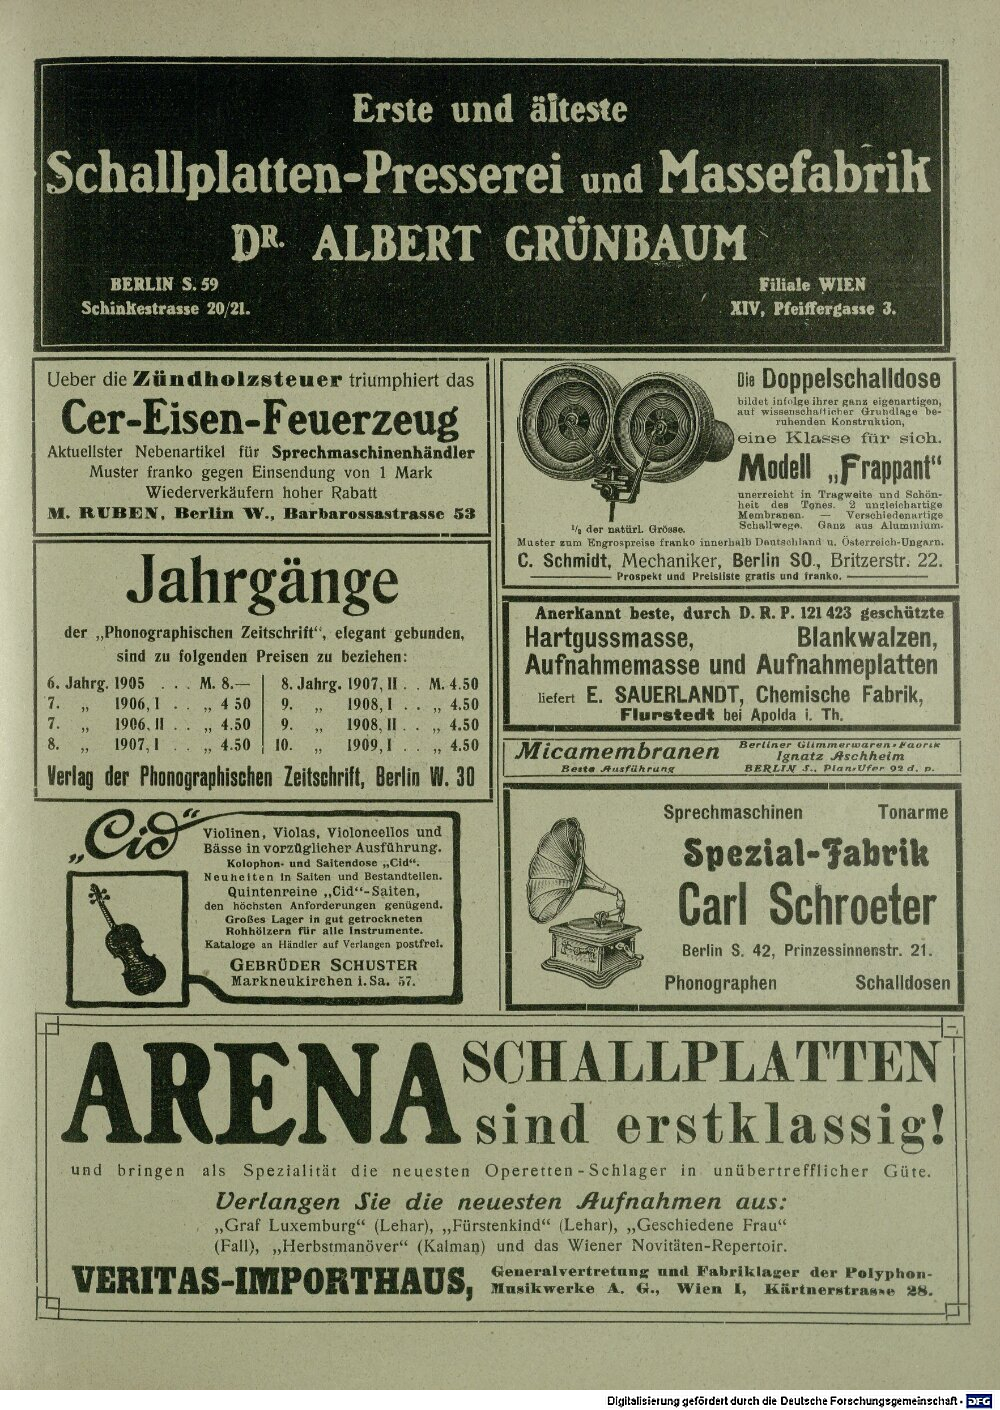 Erste und älteste
Schallplatten-Presserei und Massefabrik
DR. ALBERT GRÜNBAUM
BERLIN S. 59
Schinkestrasse 20/21.
Filiale WIEN
XIV, Pfeiffergasse 3.
Ueber die Zündholzsteuer triumphiert das
Cer-Eisen-Feuerzeug
Aktuellster Nebenartikel für Sprechmaschinenhändler
Muster franko gegen Einsendung von 1 Mark
Wiederverkäufern hoher Rabatt
M. RUBEN, Berlin W., Barbarossastrasse 53
Jahrgänge
der „Phonographischen Zeitschrift“, elegant gebunden,
sind zu folgenden Preisen zu beziehen:
6. Jahrg. 1905 . . . M. 8.—
7. „ 1906, I . . „ 4 50
7. „ 1906, II . . „ 4.50
8. „ 1907, I . . „ 4.50
8. Jahrg. 1907, II . . M. 4.50
9. „ 1908, I . . „ 4.50
9. „ 1908, II . . „ 4.50
10. „ 1909, I . . „ 4.50
Verlag der Phonographischen Zeitschrift, Berlin W. 30
„Cid“
Violinen, Violas, Violoncellos und
Bässe in vorzüglicher Ausführung.
Kolophon- und Saitendose „Cid“.
Neuheiten in Saiten und Bestandteilen.
Quintenreine „Cid“-Saiten,
den höchsten Anforderungen genügend.
Großes Lager in gut getrockneten
Rohhölzern für alle Instrumente.
Kataloge an Händler auf Verlangen postfrei.
GEBRÜDER SCHUSTER
Markneukirchen i. Sa. 57.
Die Doppelschalldose
bildet infolge ihrer ganz eigenartigen,
auf wissenschaftlicher Grundlage be-
ruhenden Konstruktion,
eine Klasse für sich.
Modell „Frappant“
unerreicht in Tragweite und Schön-
heit des Tones. 2 ungleichartige
Membranen. — Verschiedenartige
Schallwege. Ganz aus Aluminium.
1/2 der natürl. Grösse.
Muster zum Engrospreise franko innerhalb Deutschland u. Österreich-Ungarn.
C. Schmidt, Mechaniker, Berlin SO., Britzerstr. 22.
Prospekt und Preisliste gratis und franko.
Anerkannt beste, durch D. R. P. 121 423 geschützte
Hartgussmasse, Blankwalzen,
Aufnahmemasse und Aufnahmeplatten
liefert E. SAUERLANDT, Chemische Fabrik,
Flurstedt bei Apolda i. Th.
Micamembranen
Beste Ausführung
Berliner Glimmerwaren-Fabrik
Ignatz Aschheim
BERLIN S., Plan-Ufer 92 d. p.
Sprechmaschinen Tonarme
Spezial-Fabrik
Carl Schroeter
Berlin S. 42, Prinzessinnenstr. 21.
Phonographen Schalldosen
ARENA SCHALLPLATTEN
sind erstklassig!
und bringen als Spezialität die neuesten Operetten-Schlager in unübertrefflicher Güte.
Verlangen Sie die neuesten Aufnahmen aus:
„Graf Luxemburg“ (Lehar), „Fürstenkind“ (Lehar), „Geschiedene Frau“
(Fall), „Herbstmanöver“ (Kalman) und das Wiener Novitäten-Repertoir.
VERITAS-IMPORTHAUS,
Generalvertretung und Fabriklager der Polyphon-
Musikwerke A. G., Wien I, Kärtnerstrasse 28.
Digitalisierung gefördert durch die Deutsche Forschungsgemeinschaft - DFG